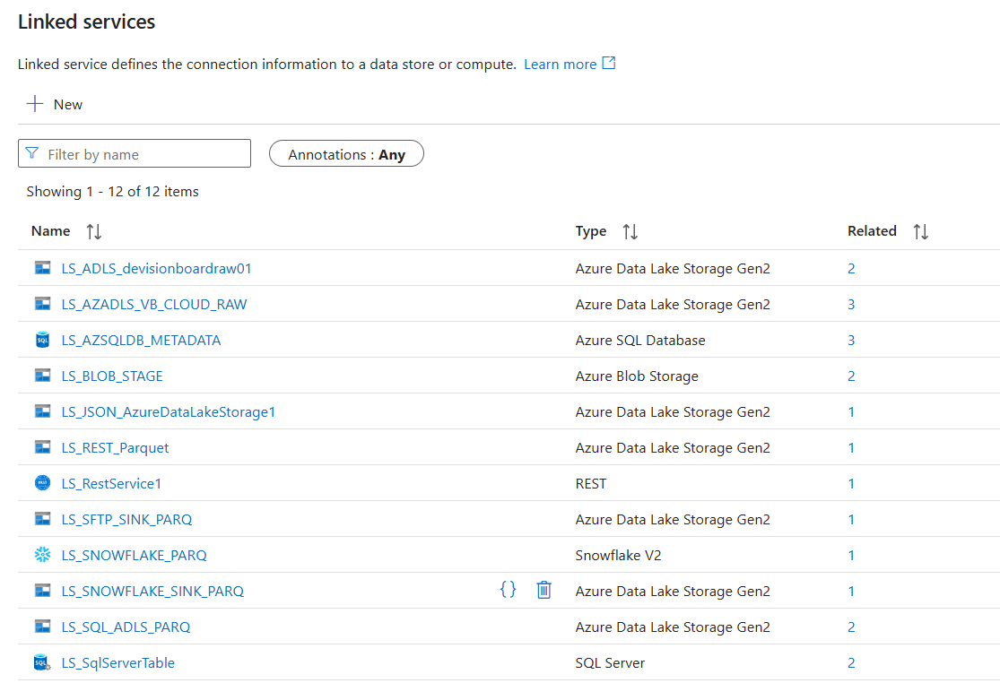 Linked services
Linked service defines the connection information to a data store or compute. Learn more
New
Filter by name
Annotations : Any
Showing 1 - 12 of 12 items
Name Type Related
LS_ADLS_devisionboardraw01 Azure Data Lake Storage Gen2 2
LS_AZADLS_VB_CLOUD_RAW Azure Data Lake Storage Gen2 3
SQL LS_AZSQLDB_METADATA Azure SQL Database 3
LS_BLOB_STAGE Azure Blob Storage 2
LS_JSON_AzureDataLakeStorage1 Azure Data Lake Storage Gen2 1
LS_REST_Parquet Azure Data Lake Storage Gen2 1
REST LS_RestService1 REST 1
LS_SFTP_SINK_PARQ Azure Data Lake Storage Gen2 1
LS_SNOWFLAKE_PARQ Snowflake V2 1
LS_SNOWFLAKE_SINK_PARQ {} Azure Data Lake Storage Gen2 1
LS_SQL_ADLS_PARQ Azure Data Lake Storage Gen2 2
SQL LS_SqlServerTable SQL Server 2